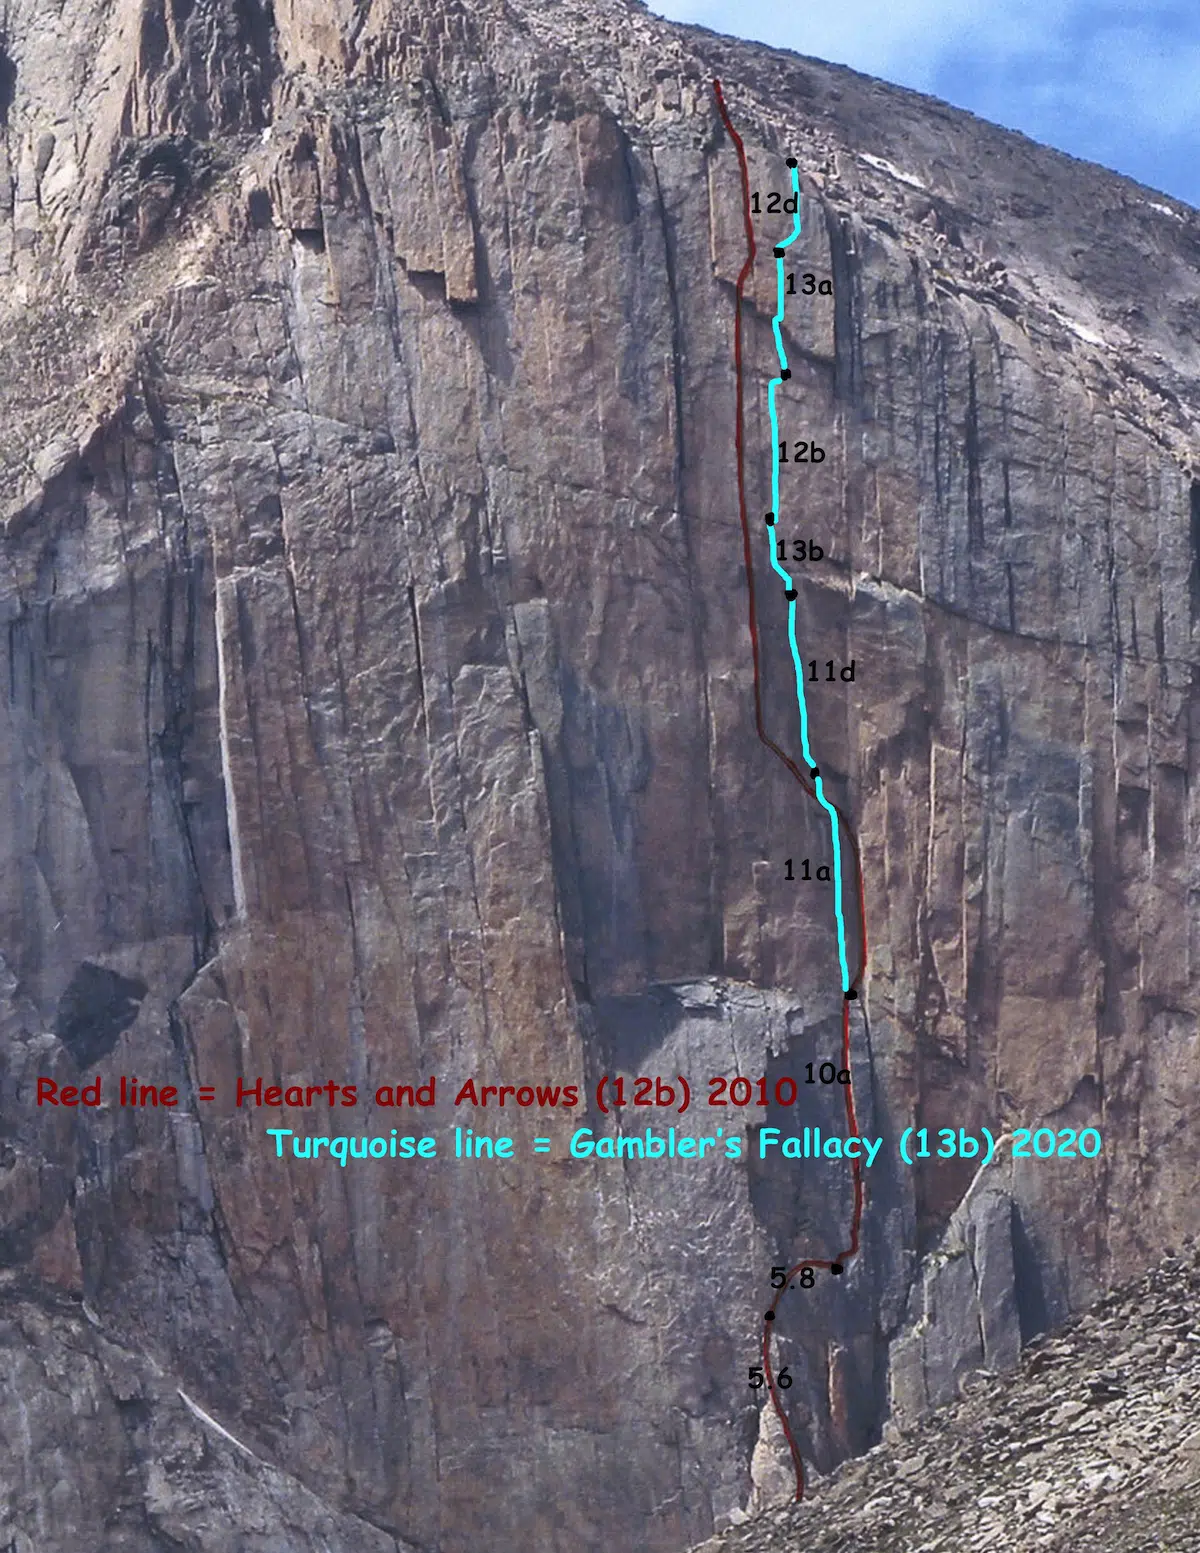 12d
13a
12b
13b
11d
11a
10a
Red line = Hearts and Arrows (12b) 2010
Turquoise line = Gambler's Fallacy (13b) 2020
5.8
5.6